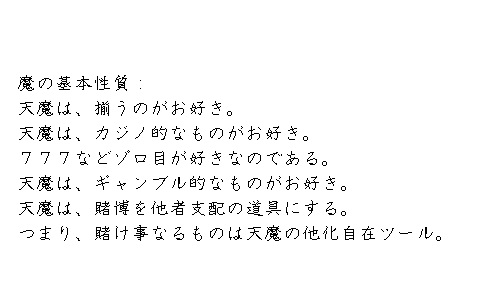 魔の基本性質：
天魔は、揃うのがお好き。
天魔は、カジノ的なものがお好き。
７７７などゾロ目が好きなのである。
天魔は、ギャンブル的なものがお好き。
天魔は、賭博を他者支配の道具にする。
つまり、賭け事なるものは天魔の他化自在ツール。